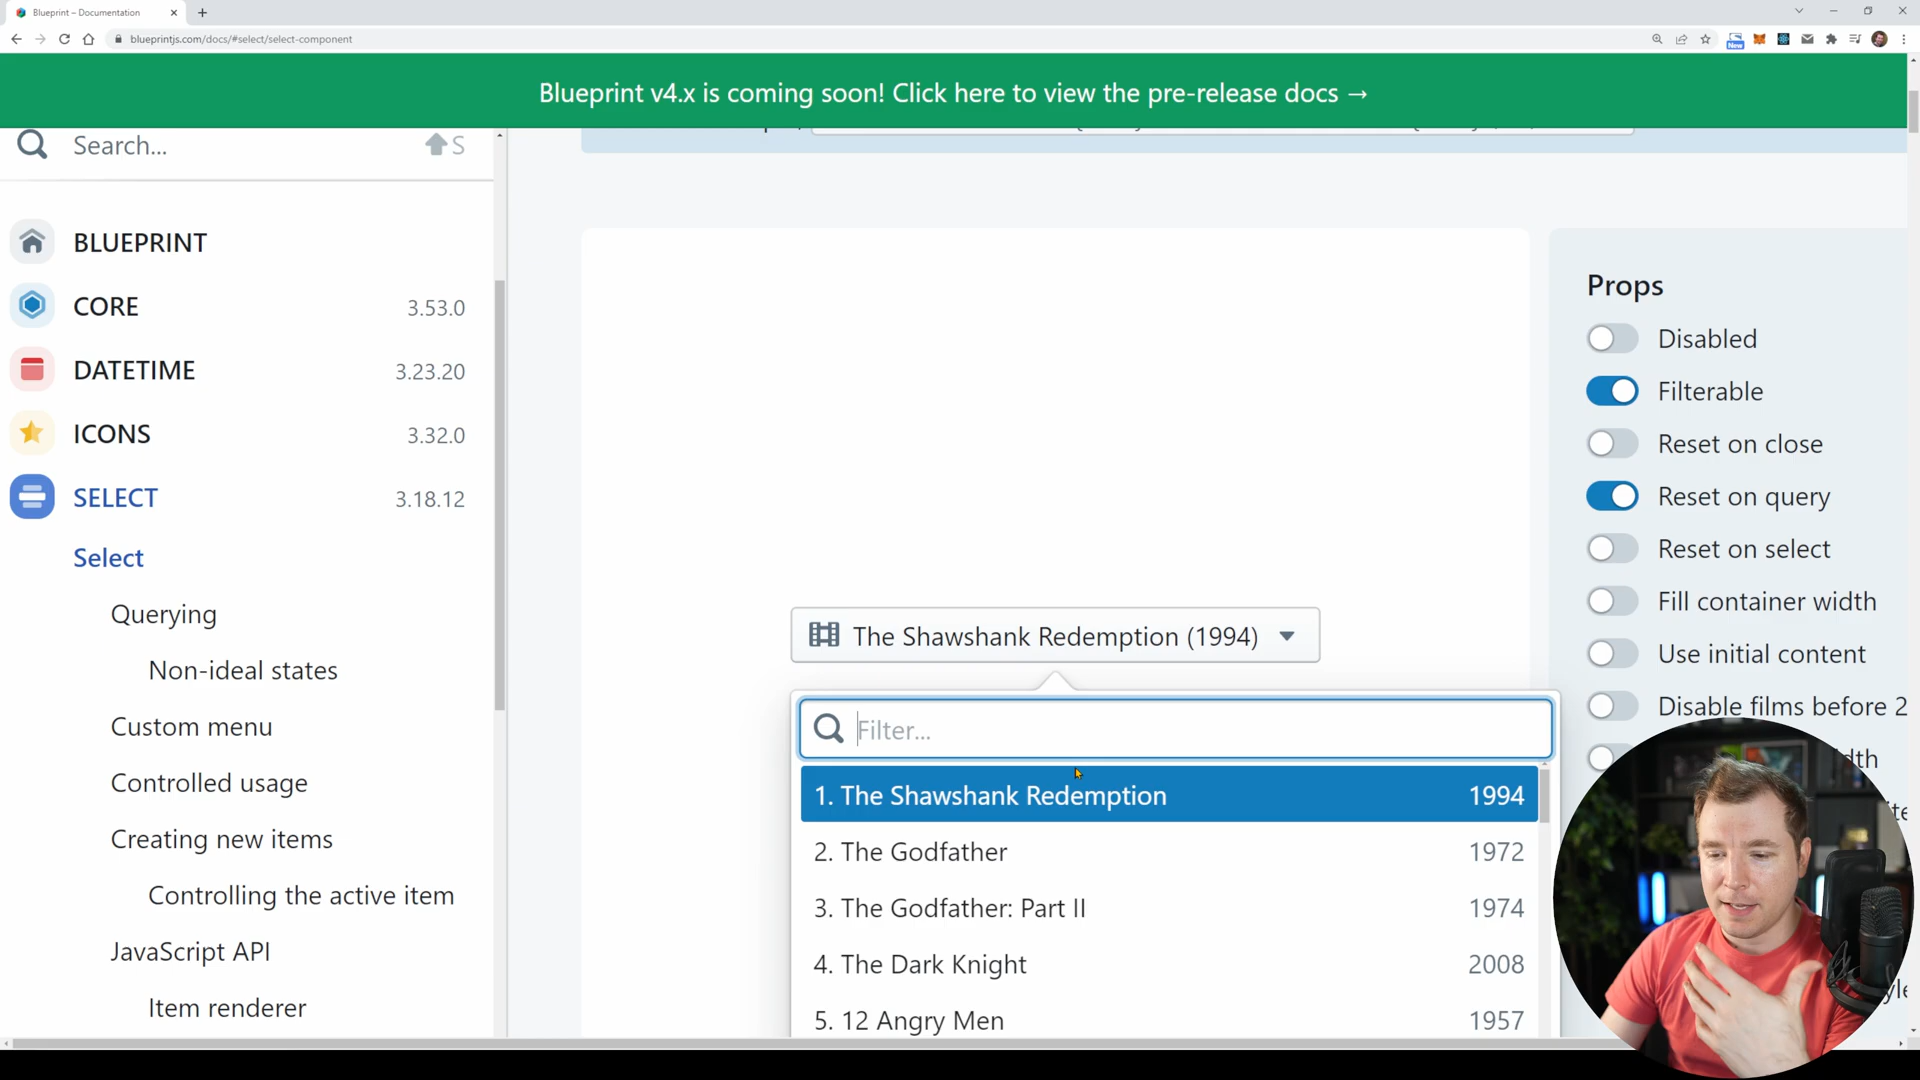 Blueprint – Documentation
blueprintjs.com/docs/#select/select-component
New
Blueprint v4.x is coming soon! Click here to view the pre-release docs →
Search...
S
BLUEPRINT
CORE 3.53.0
DATETIME 3.23.20
ICONS 3.32.0
SELECT 3.18.12
Select
Querying
Non-ideal states
Custom menu
Controlled usage
Creating new items
Controlling the active item
JavaScript API
Item renderer
The Shawshank Redemption (1994)
Filter...
1. The Shawshank Redemption 1994
2. The Godfather 1972
3. The Godfather: Part II 1974
4. The Dark Knight 2008
5. 12 Angry Men 1957
Props
Disabled
Filterable
Reset on close
Reset on query
Reset on select
Fill container width
Use initial content
Disable films before 2